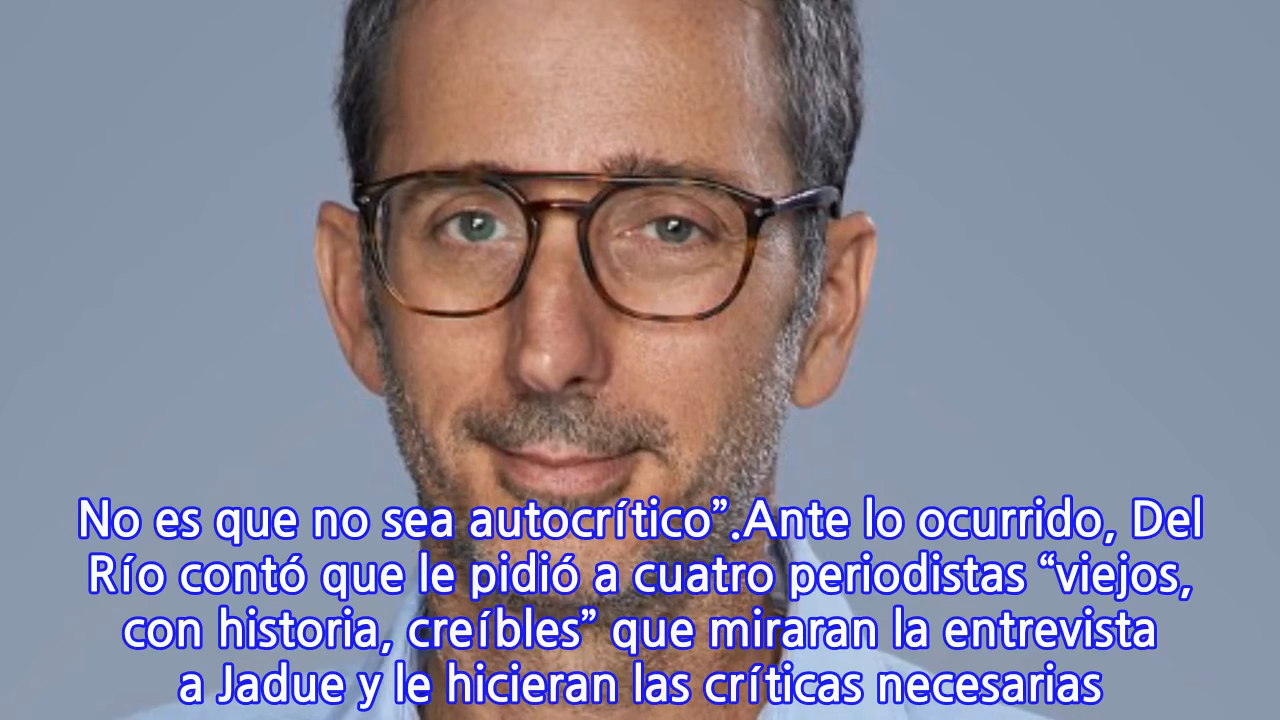 No es que no sea autocrítico”.Ante lo ocurrido, Del
Río contó que le pidió a cuatro periodistas “viejos,
con historia, creíbles” que miraran la entrevista
a Jadue y le hicieran las críticas necesarias